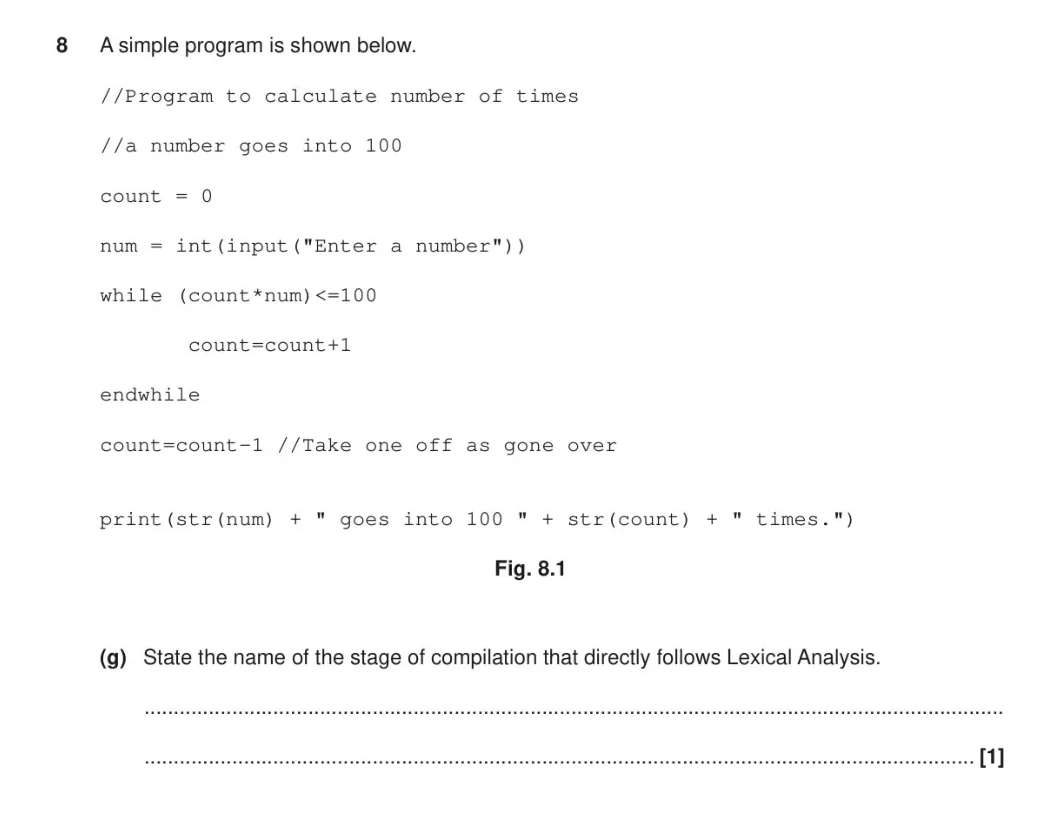 8 A simple program is shown below.
//Program to calculate number of times
//a number goes into 100
count = 0
num = int(input("Enter a number"))
while (count*num)<=100
count=count+1
endwhile
count=count-1 //Take one off as gone over
print(str(num) + " goes into 100 " + str(count) + " times.")
Fig. 8.1
(g) State the name of the stage of compilation that directly follows Lexical Analysis.
[1]